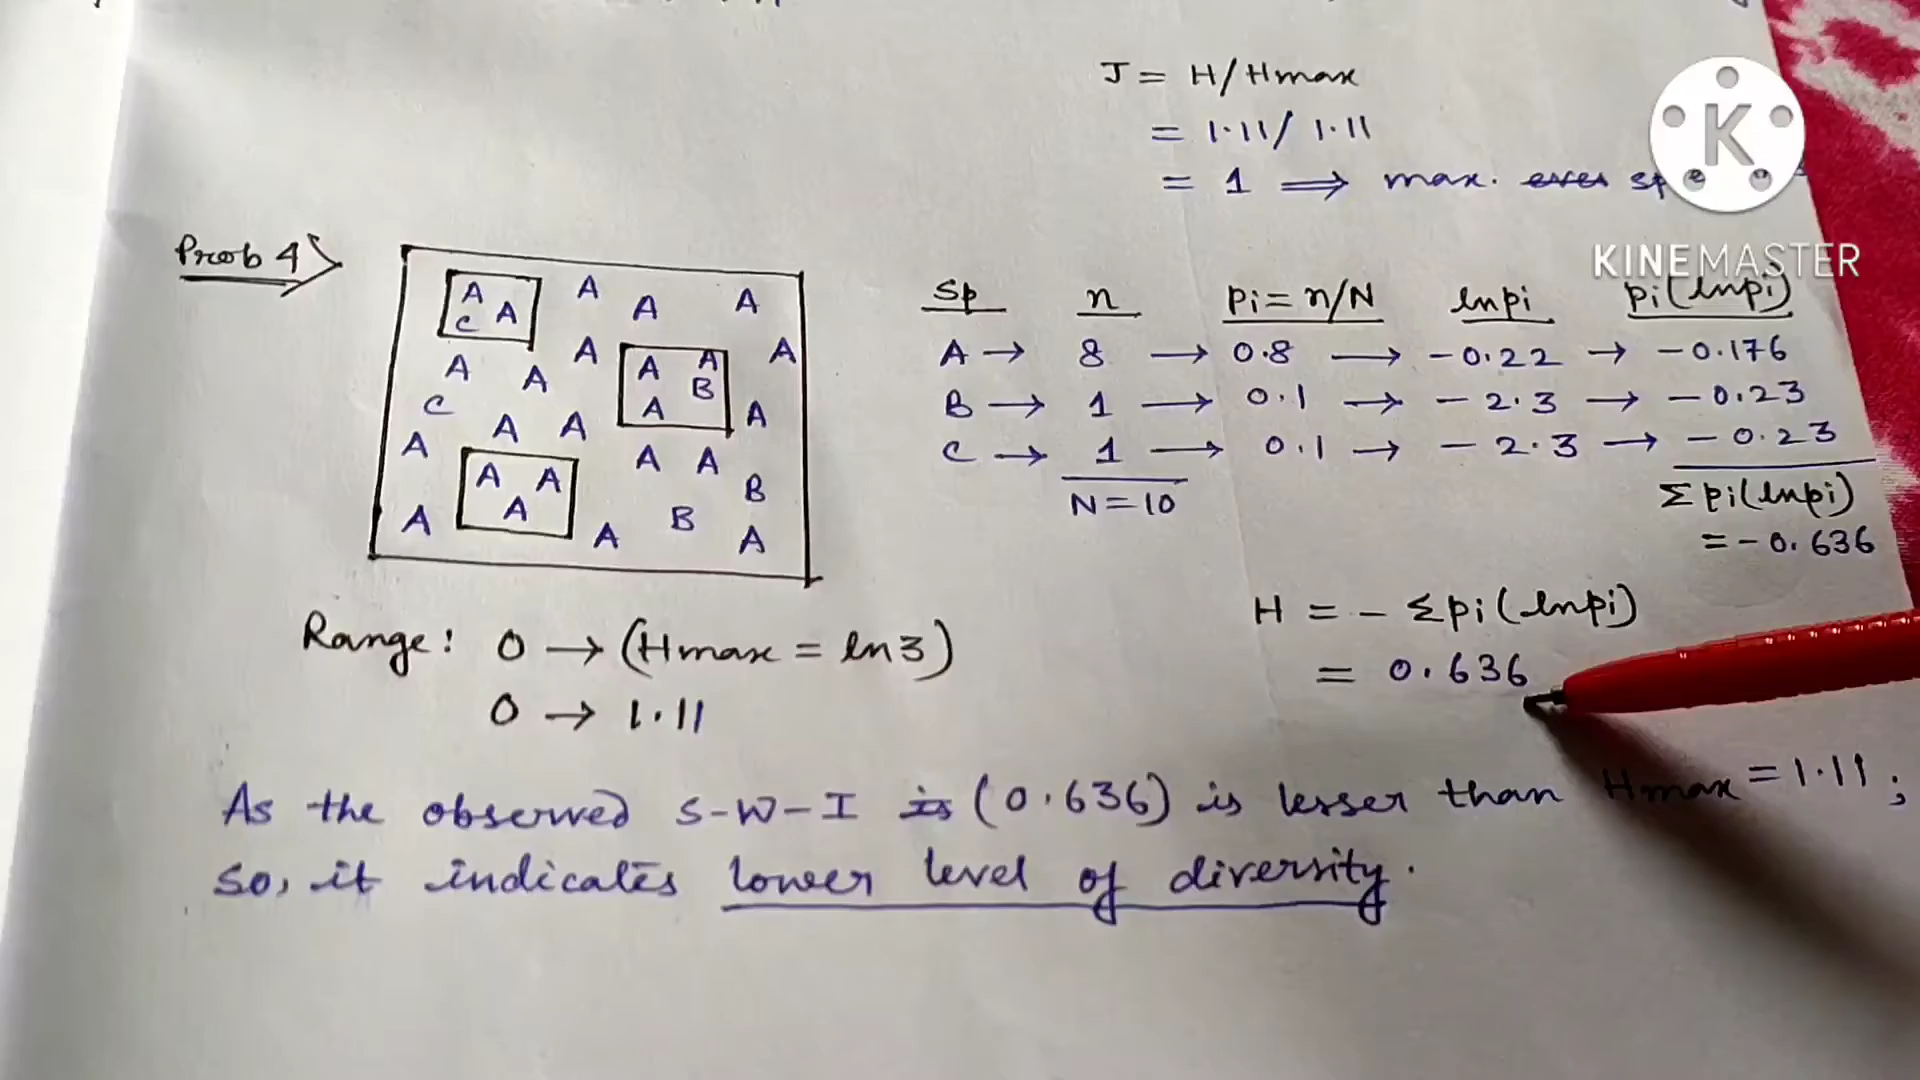 J = H/Hmax
= 1.11/1.11
= 1 ⟹ max.
K
KINEMASTER
Prob 4
A A C
A A A
A A
A A A B
A A
C
A A
A
A
A A
A A A
B
A
A B A
Sp n pi = n/N lnpi pi(lnpi)
A → 8 → 0.8 → -0.22 → -0.176
B → 1 → 0.1 → -2.3 → -0.23
C → 1 → 0.1 → -2.3 → -0.23
N = 10
Σ pi(lnpi)
= -0.636
H = - Σpi(lnpi)
= 0.636
Range: 0 → (Hmax = ln3)
0 → 1.11
As the observed S-W-I is (0.636) is lesser than Hmax = 1.11;
so, it indicates lower level of diversity.